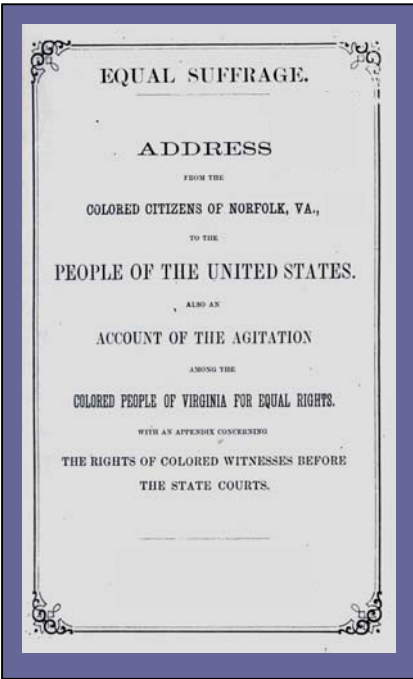 EQUAL SUFFRAGE.
ADDRESS
FROM THE
COLORED CITIZENS OF NORFOLK, VA.,
TO THE
PEOPLE OF THE UNITED STATES.
ALSO AN
ACCOUNT OF THE AGITATION
AMONG THE
COLORED PEOPLE OF VIRGINIA FOR EQUAL RIGHTS.
WITH AN APPENDIX CONCERNING
THE RIGHTS OF COLORED WITNESSES BEFORE
THE STATE COURTS.